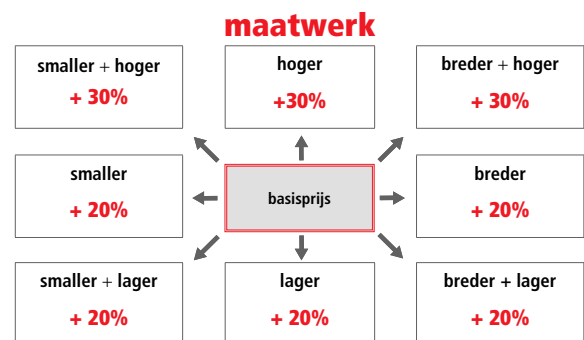 maatwerk
smaller + hoger
+ 30%
hoger
+30%
breder + hoger
+ 30%
smaller
+ 20%
basisprijs
breder
+ 20%
smaller + lager
+ 20%
lager
+ 20%
breder + lager
+ 20%